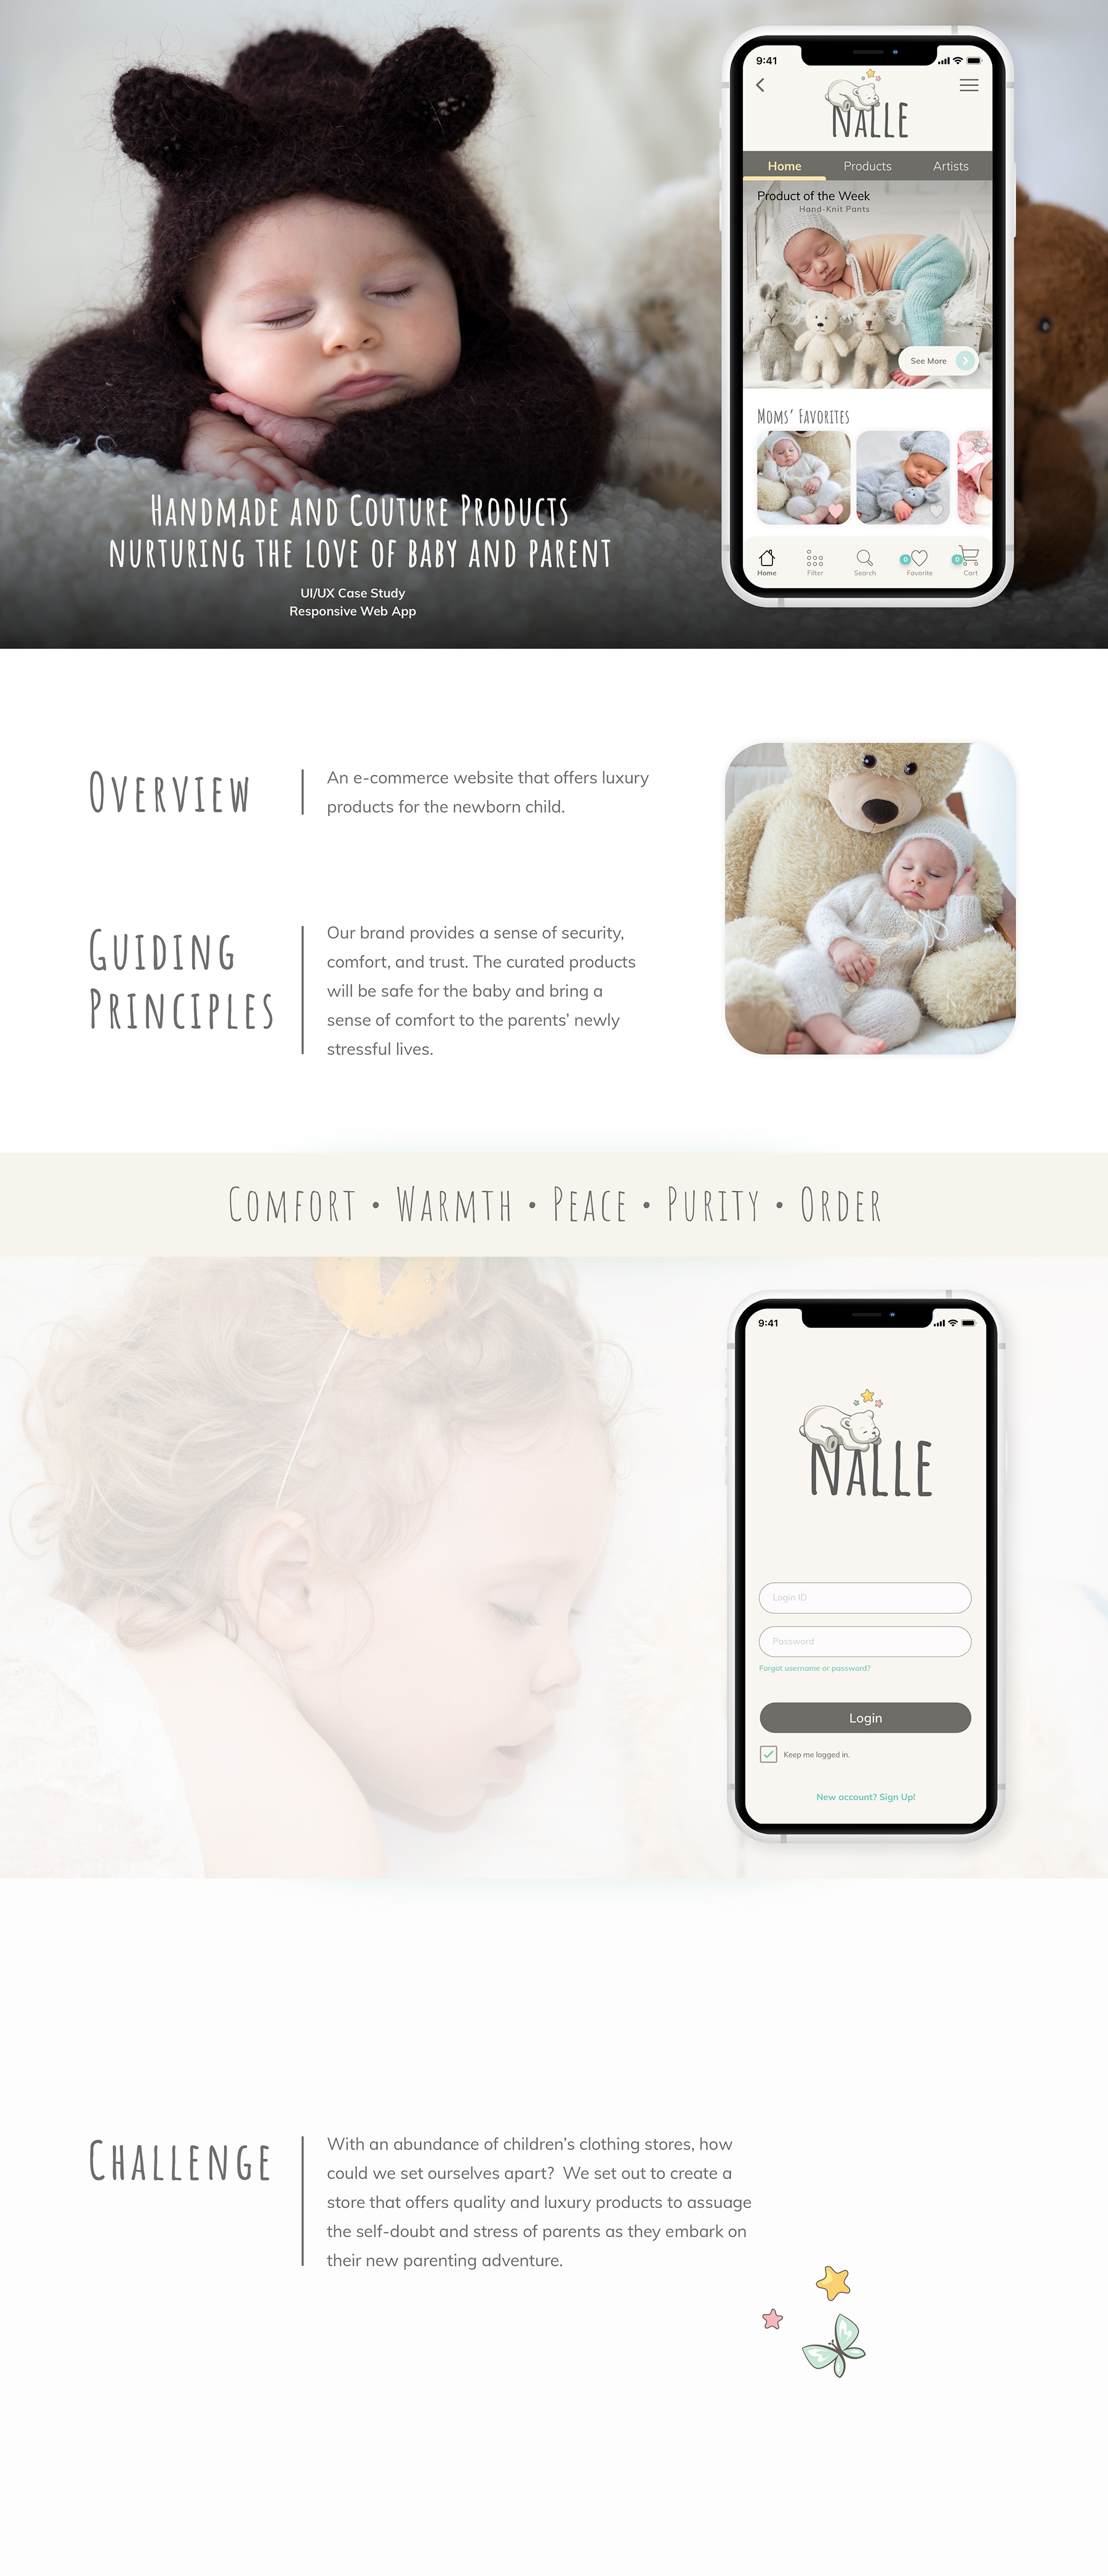 9:41
NALLE
Home Products Artists
Product of the Week
Hand-Knit Pants
See More
Moms’ Favorites
0 0
Home Filter Search Favorite Cart
Handmade and Couture Products
nurturing the love of baby and parent
UI/UX Case Study
Responsive Web App
Overview
An e-commerce website that offers luxury
products for the newborn child.
Guiding
Principles
Our brand provides a sense of security,
comfort, and trust. The curated products
will be safe for the baby and bring a
sense of comfort to the parents’ newly
stressful lives.
Comfort • Warmth • Peace • Purity • Order
9:41
NALLE
Login ID
Password
Forgot username or password?
Login
Keep me logged in.
New account? Sign Up!
Challenge
With an abundance of children’s clothing stores, how
could we set ourselves apart?  We set out to create a
store that offers quality and luxury products to assuage
the self-doubt and stress of parents as they embark on
their new parenting adventure.